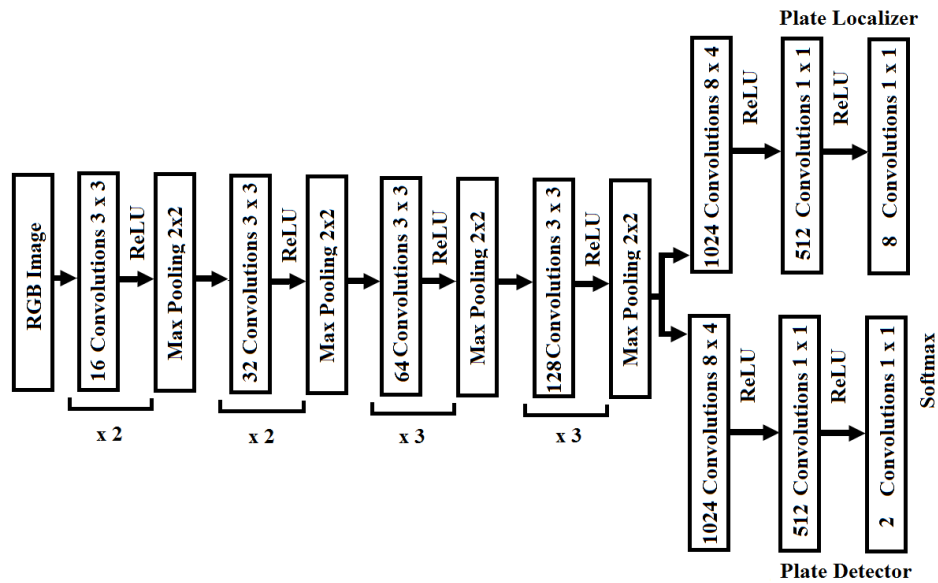 Plate Localizer
RGB Image
16 Convolutions 3 x 3
ReLU
Max Pooling 2x2
x 2
32 Convolutions 3 x 3
ReLU
Max Pooling 2x2
x 2
64 Convolutions 3 x 3
ReLU
Max Pooling 2x2
x 3
128 Convolutions 3 x 3
ReLU
Max Pooling 2x2
x 3
1024 Convolutions 8 x 4
ReLU
512 Convolutions 1 x 1
ReLU
8 Convolutions 1 x 1
1024 Convolutions 8 x 4
ReLU
512 Convolutions 1 x 1
ReLU
2 Convolutions 1 x 1
Softmax
Plate Detector